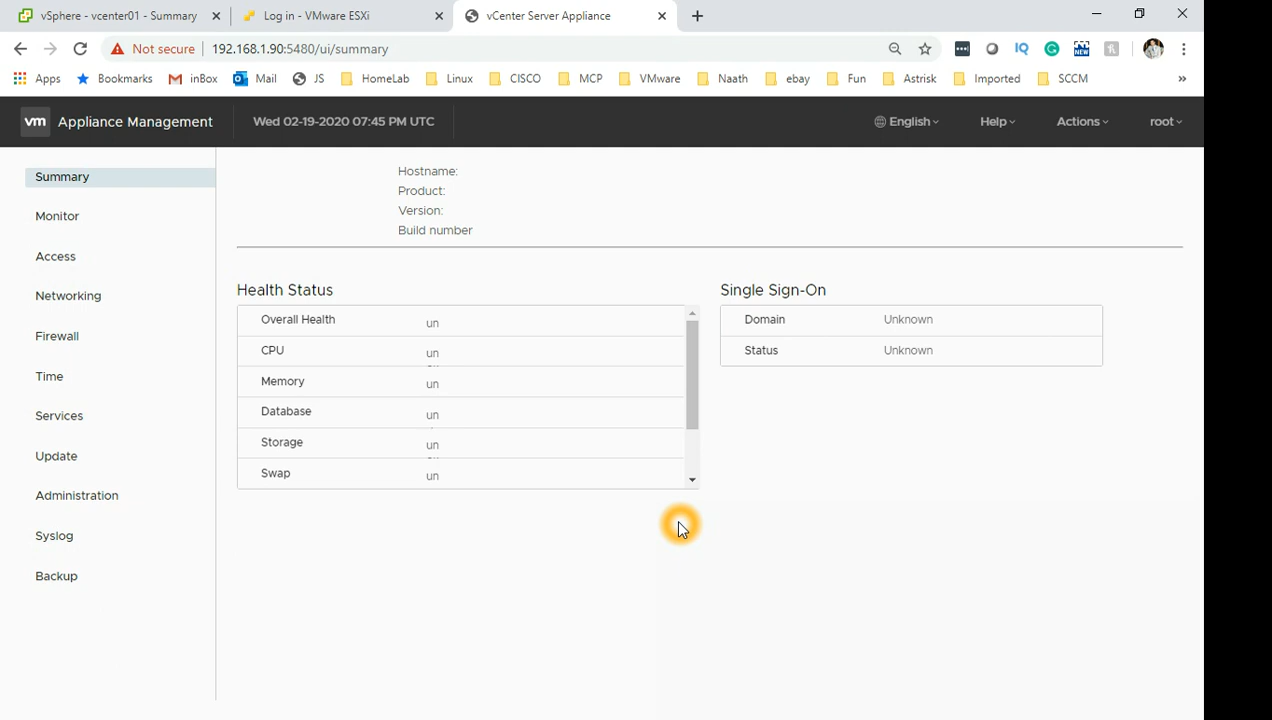 vSphere - vcenter01 - Summary
Log in - VMware ESXi
vCenter Server Appliance
Not secure
192.168.1.90:5480/ui/summary
IQ
NEW
Apps
Bookmarks
inBox
Mail
JS
HomeLab
Linux
CISCO
MCP
VMware
Naath
ebay
Fun
Astrisk
Imported
SCCM
»
vm
Appliance Management
Wed 02-19-2020 07:45 PM UTC
English
Help
Actions
root
Summary
Monitor
Access
Networking
Firewall
Time
Services
Update
Administration
Syslog
Backup
Hostname:
Product:
Version:
Build number
Health Status
Overall Health un
CPU un
Memory un
Database un
Storage un
Swap un
Single Sign-On
Domain Unknown
Status Unknown